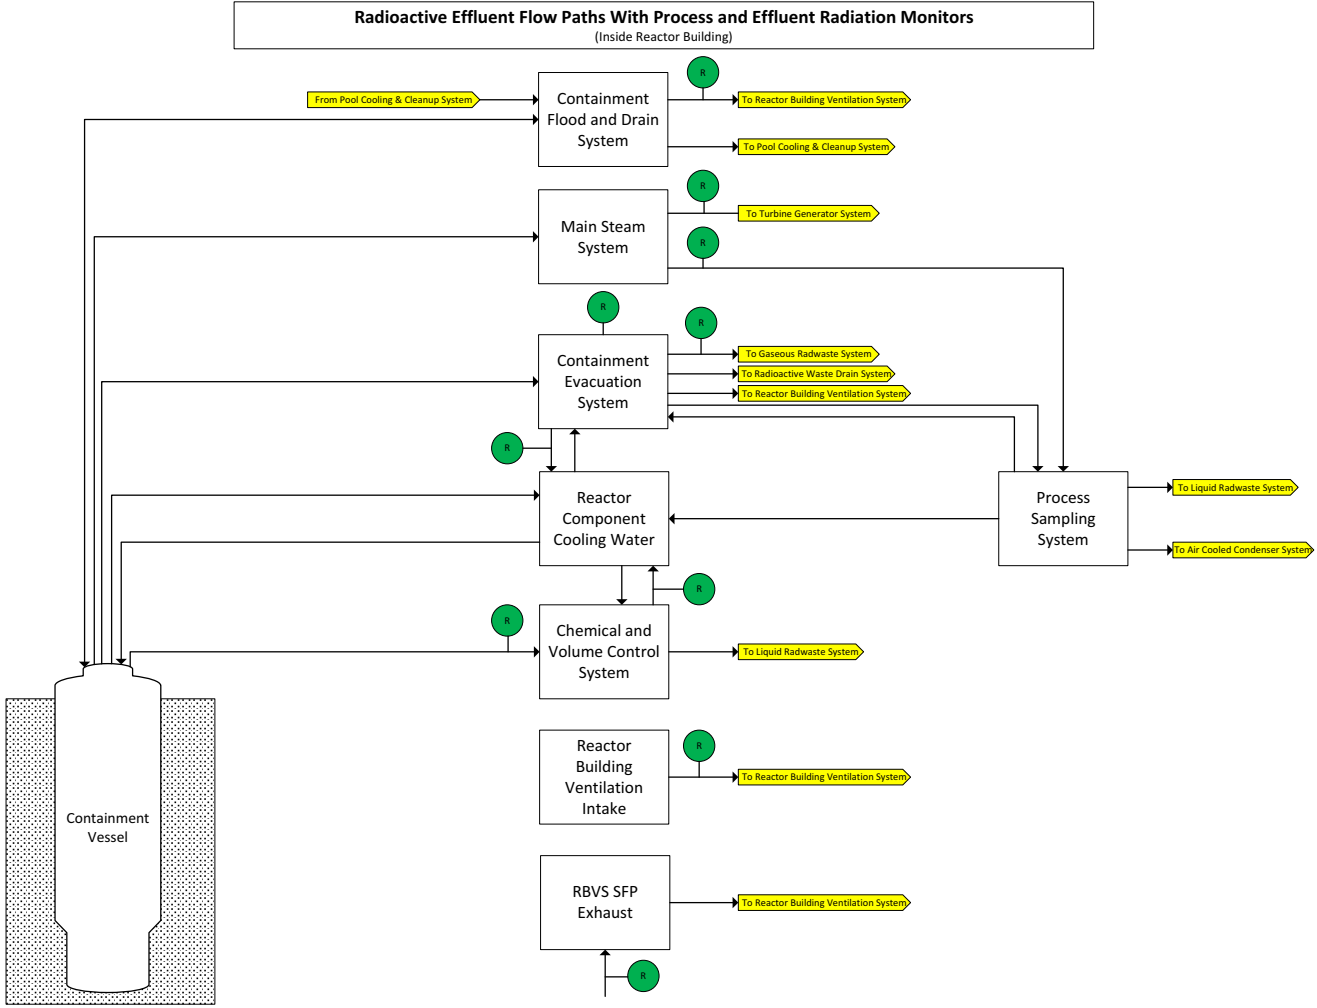 Radioactive Effluent Flow Paths With Process and Effluent Radiation Monitors
(Inside Reactor Building)
R
From Pool Cooling & Cleanup System
Containment
Flood and Drain
System
To Reactor Building Ventilation System
To Pool Cooling & Cleanup System
R
Main Steam
System
To Turbine Generator System
R
R
R
Containment
Evacuation
System
To Gaseous Radwaste System
To Radioactive Waste Drain System
To Reactor Building Ventilation System
R
Reactor
Component
Cooling Water
Process
Sampling
System
To Liquid Radwaste System
To Air Cooled Condenser System
R
R
Chemical and
Volume Control
System
To Liquid Radwaste System
Reactor
Building
Ventilation
Intake
R
To Reactor Building Ventilation System
Containment
Vessel
RBVS SFP
Exhaust
To Reactor Building Ventilation System
R